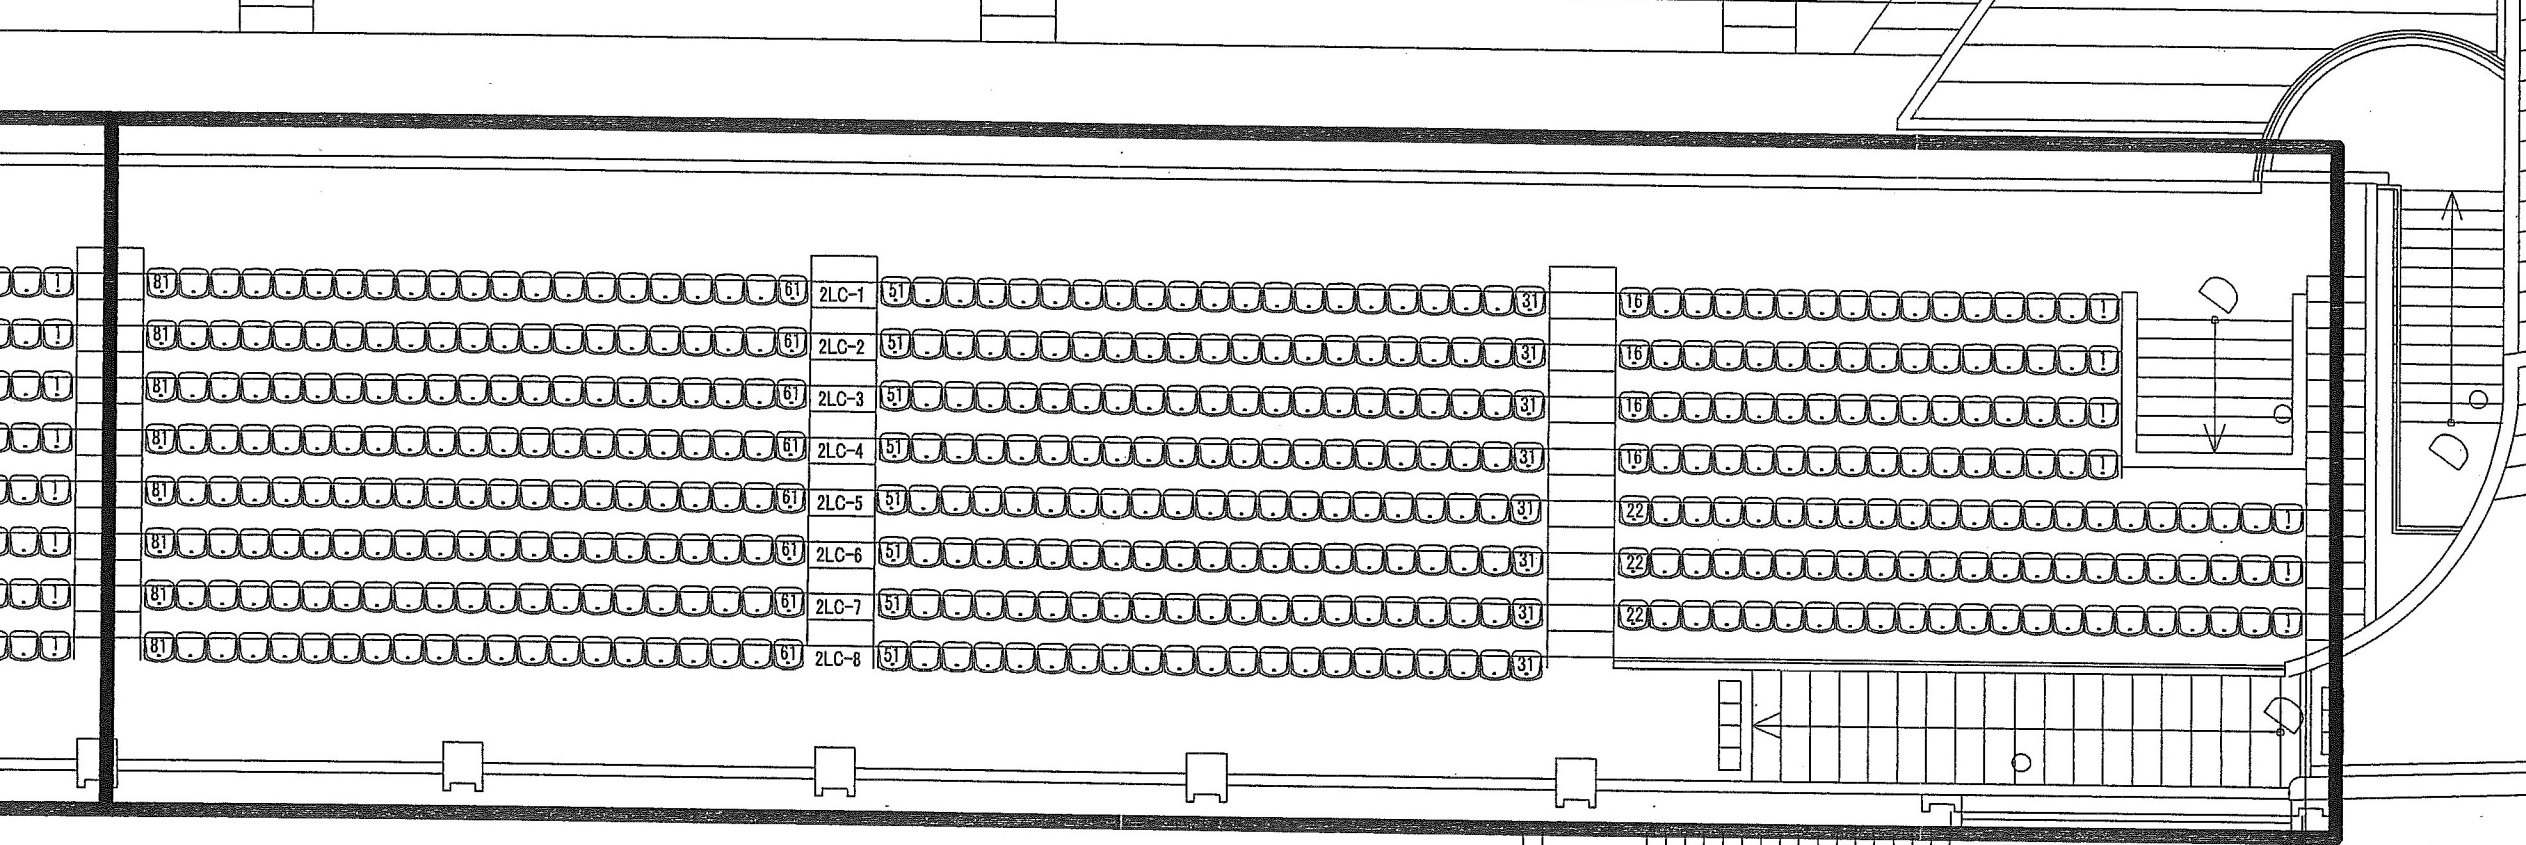 1 81 61 2LC-1 51 31 16 1
1 81 61 2LC-2 51 31 16 1
1 81 61 2LC-3 51 31 16 1
1 81 61 2LC-4 51 31 16 1
1 81 61 2LC-5 51 31 22 1
1 81 61 2LC-6 51 31 22 1
1 81 61 2LC-7 51 31 22 1
1 81 61 2LC-8 51 31